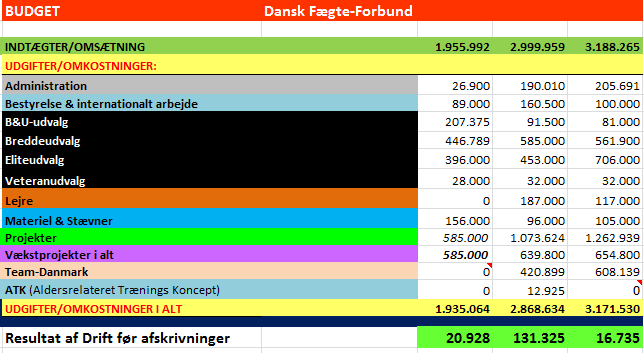 BUDGET Dansk Fægte-Forbund
INDTÆGTER/OMSÆTNING 1.955.992 2.999.959 3.188.265
UDGIFTER/OMKOSTNINGER:
Administration 26.900 190.010 205.691
Bestyrelse & internationalt arbejde 89.000 160.500 100.000
B&U-udvalg 207.375 91.500 81.000
Breddeudvalg 446.789 585.000 561.900
Eliteudvalg 396.000 453.000 706.000
Veteranudvalg 28.000 32.000 32.000
Lejre 0 187.000 117.000
Materiel & Stævner 156.000 96.000 105.000
Projekter 585.000 1.073.624 1.262.939
Vækstprojekter i alt 585.000 639.800 654.800
Team-Danmark 0 420.899 608.139
ATK (Aldersrelateret Trænings Koncept) 0 12.925 0
UDGIFTER/OMKOSTNINGER I ALT 1.935.064 2.868.634 3.171.530
Resultat af Drift før afskrivninger 20.928 131.325 16.735